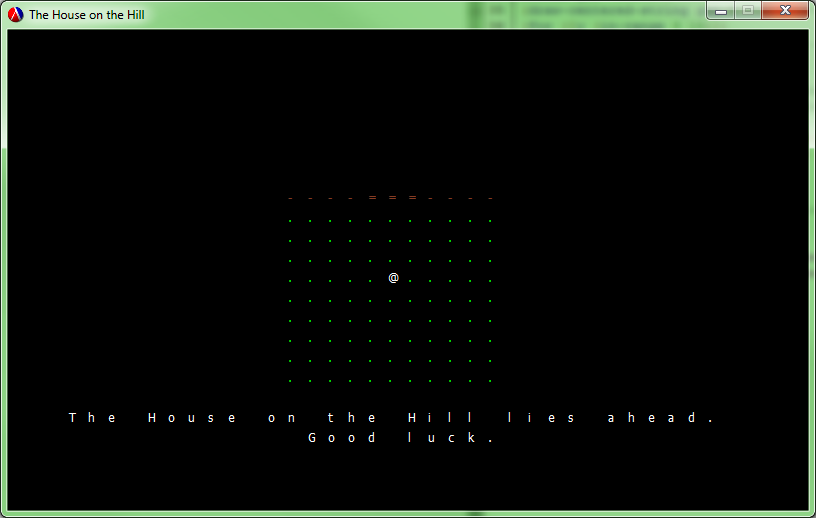 The House on the Hill
- - - - = = = - - - -
. . . . . . . . . . .
. . . . . . . . . . .
. . . . . . . . . . .
. . . . . @ . . . . .
. . . . . . . . . . .
. . . . . . . . . . .
. . . . . . . . . . .
. . . . . . . . . . .
. . . . . . . . . . .
The House on the Hill lies ahead.
Good luck.